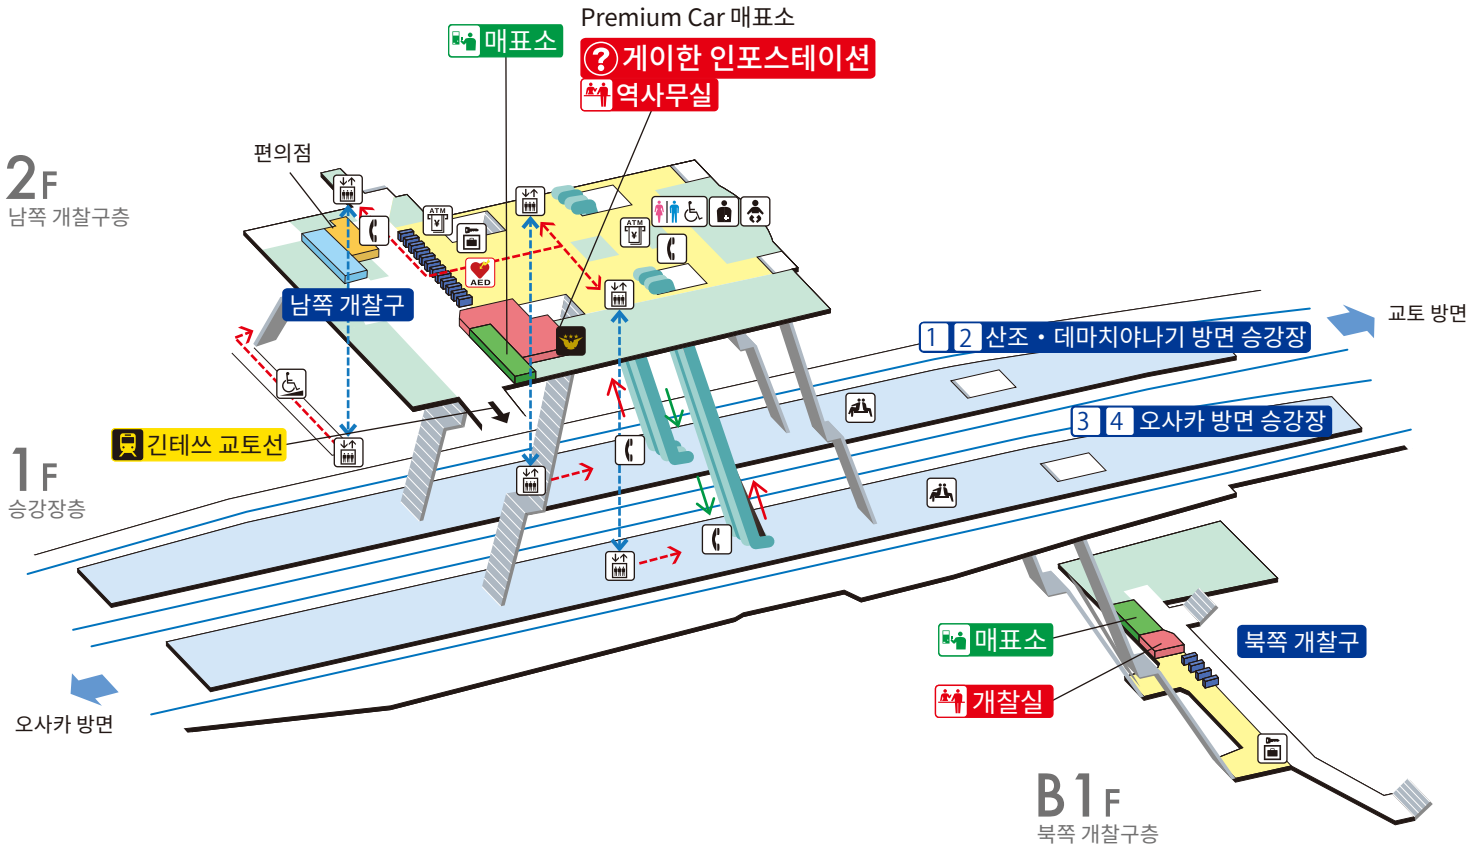 Premium Car 매표소
매표소
? 게이한 인포스테이션
역사무실
편의점
2F
남쪽 개찰구층
ATM
¥
ATM
¥
AED
남쪽 개찰구
교토 방면
1 2 산조・데마치야나기 방면 승강장
3 4 오사카 방면 승강장
긴테쓰 교토선
1F
승강장층
매표소
북쪽 개찰구
개찰실
오사카 방면
B1F
북쪽 개찰구층